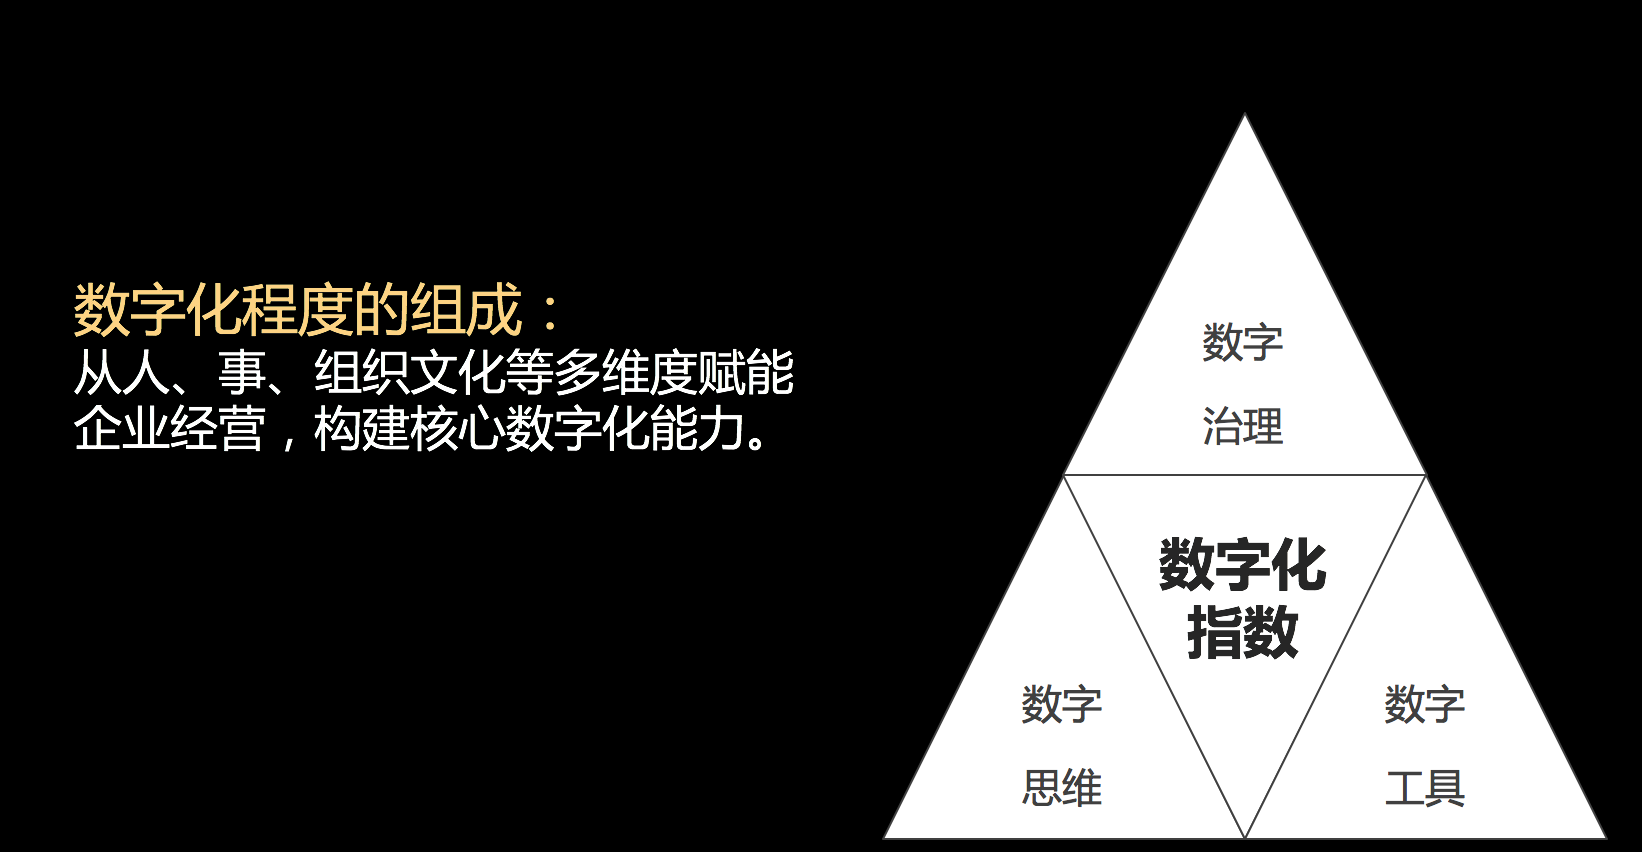 数字化程度的组成：
从人、事、组织文化等多维度赋能
企业经营，构建核心数字化能力。
数字
治理
数字化
指数
数字
思维
数字
工具